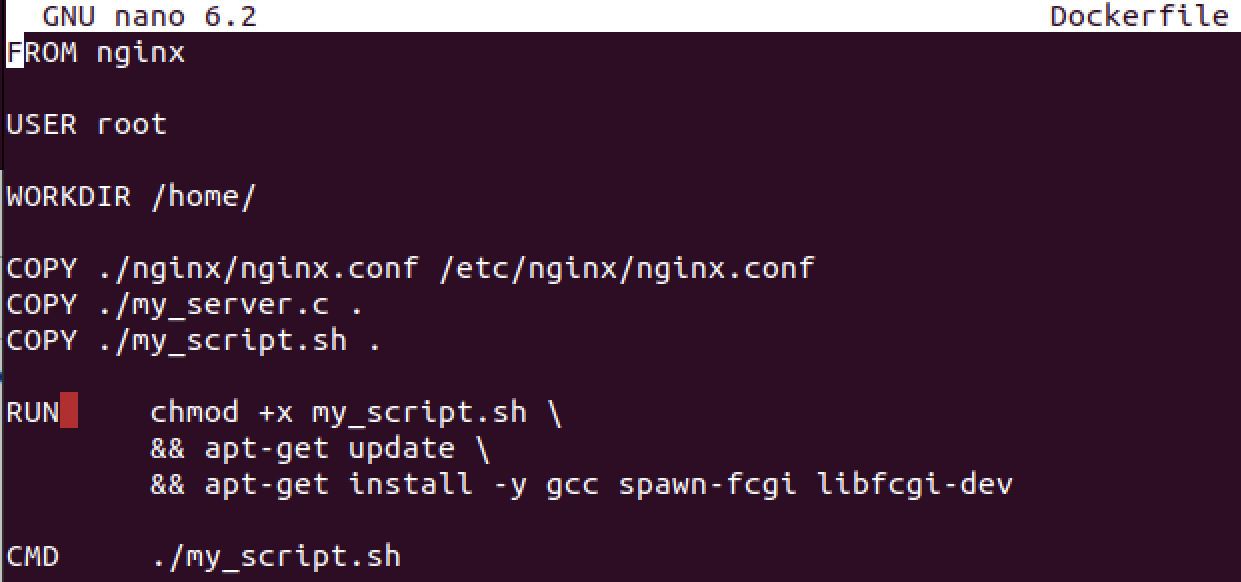 GNU nano 6.2 Dockerfile
FROM nginx
USER root
WORKDIR /home/
COPY ./nginx/nginx.conf /etc/nginx/nginx.conf
COPY ./my_server.c .
COPY ./my_script.sh .
RUN chmod +x my_script.sh \
&& apt-get update \
&& apt-get install -y gcc spawn-fcgi libfcgi-dev
CMD ./my_script.sh